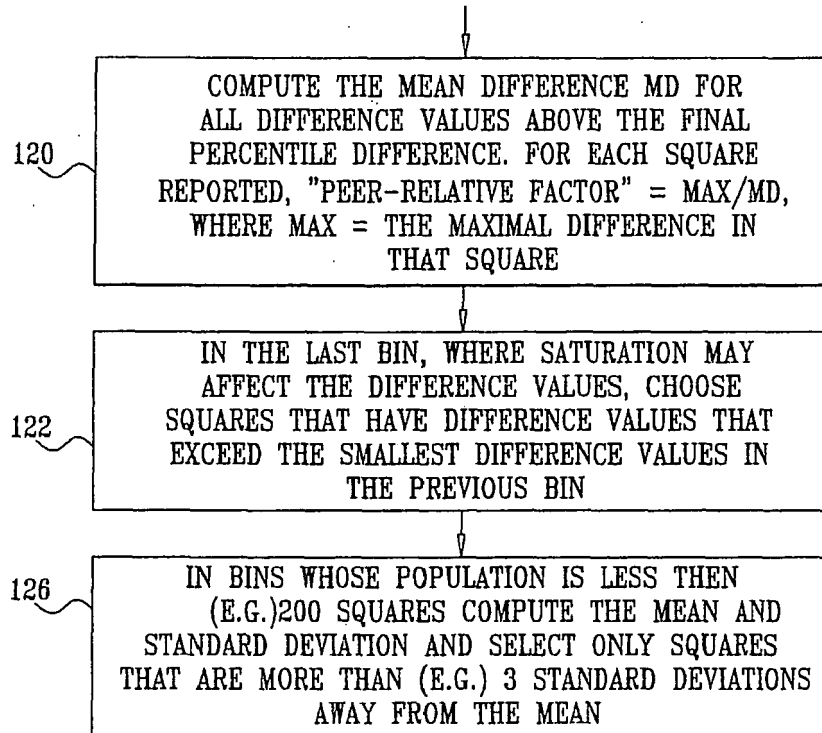 COMPUTE THE MEAN DIFFERENCE MD FOR
ALL DIFFERENCE VALUES ABOVE THE FINAL
PERCENTILE DIFFERENCE. FOR EACH SQUARE
REPORTED, "PEER-RELATIVE FACTOR" = MAX/MD,
WHERE MAX = THE MAXIMAL DIFFERENCE IN
THAT SQUARE
120
IN THE LAST BIN, WHERE SATURATION MAY
AFFECT THE DIFFERENCE VALUES, CHOOSE
SQUARES THAT HAVE DIFFERENCE VALUES THAT
EXCEED THE SMALLEST DIFFERENCE VALUES IN
THE PREVIOUS BIN
122
IN BINS WHOSE POPULATION IS LESS THEN
(E.G.)200 SQUARES COMPUTE THE MEAN AND
STANDARD DEVIATION AND SELECT ONLY SQUARES
THAT ARE MORE THAN (E.G.) 3 STANDARD DEVIATIONS
AWAY FROM THE MEAN
126